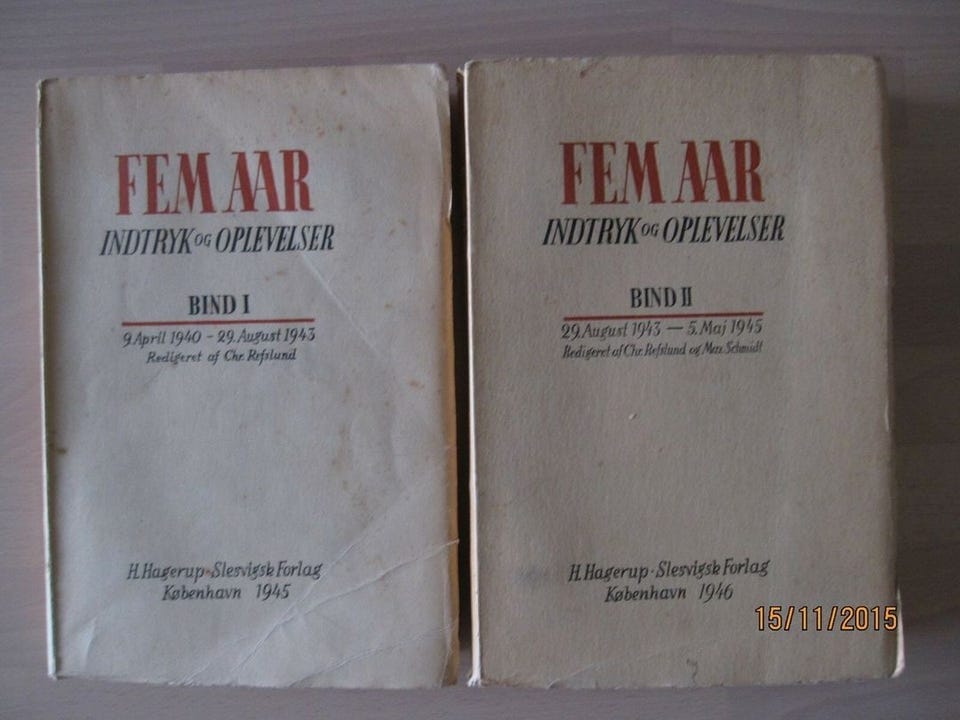 FEM AAR
INDTRYK OG OPLEVELSER
BIND I
9. April 1940 - 29. August 1943
Redigeret af Chr. Refslund
H. Hagerup · Slesvigsk Forlag
København 1945
FEM AAR
INDTRYK OG OPLEVELSER
BIND II
29. August 1943 — 5. Maj 1945
Redigeret af Chr. Refslund og Max Schmidt
H. Hagerup · Slesvigsk Forlag
København 1946
15/11/2015